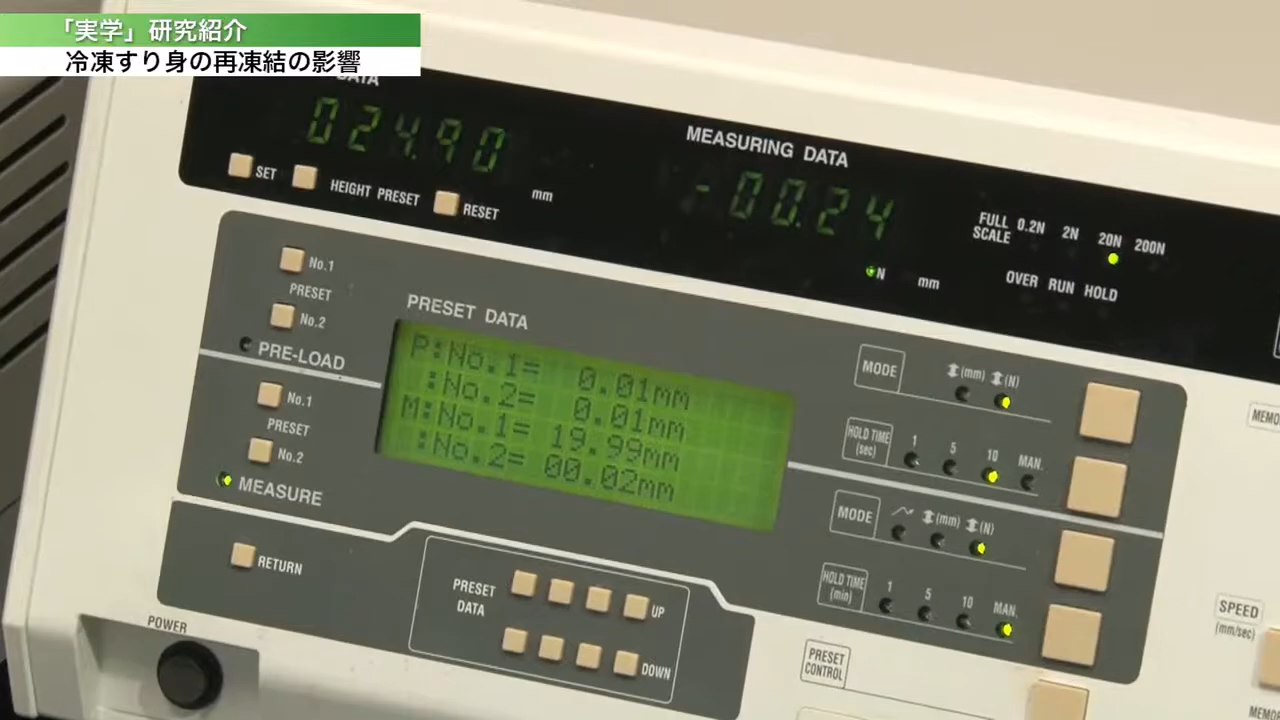 「実学」研究紹介
冷凍すり身の再凍結の影響
DATA
024.90
mm
SET
HEIGHT PRESET
RESET
MEASURING DATA
-00.24
N
mm
FULL SCALE
0.2N 2N 20N 200N
OVER RUN HOLD
No.1
PRESET
No.2
PRE-LOAD
No.1
PRESET
No.2
MEASURE
RETURN
PRESET DATA
P:No.1= 0.01mm
:No.2= 0.01mm
M:No.1= 19.99mm
:No.2= 00.02mm
MODE
(mm) (N)
HOLD TIME
(sec)
1 5 10 MAN.
MODE
(mm) (N)
HOLD TIME
(min)
1 5 10 MAN.
PRESET
DATA
UP
DOWN
POWER
PRESET
CONTROL
SPEED
(mm/sec)